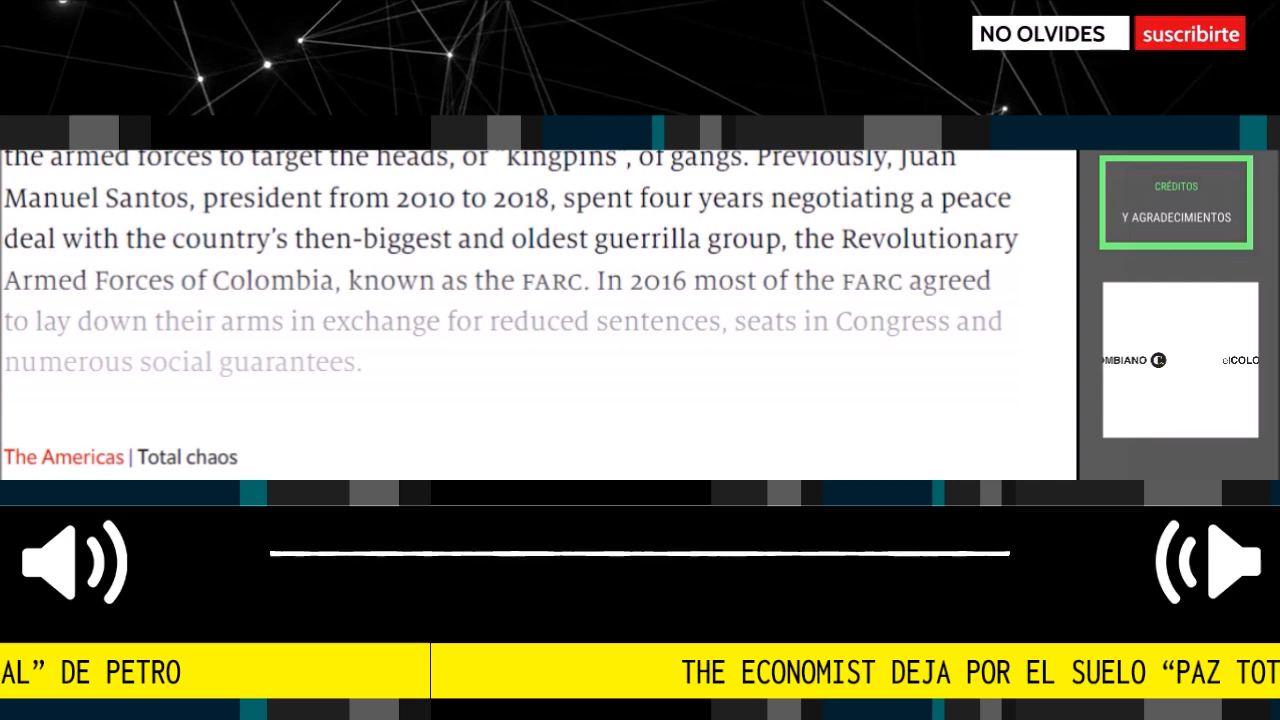 NO OLVIDES suscribirte
the armed forces to target the heads, or “kingpins”, of gangs. Previously, Juan
Manuel Santos, president from 2010 to 2018, spent four years negotiating a peace
deal with the country’s then-biggest and oldest guerrilla group, the Revolutionary
Armed Forces of Colombia, known as the FARC. In 2016 most of the FARC agreed
to lay down their arms in exchange for reduced sentences, seats in Congress and
numerous social guarantees.
The Americas | Total chaos
CRÉDITOS
Y AGRADECIMIENTOS
OMBIANO elCOLO
AL” DE PETRO
THE ECONOMIST DEJA POR EL SUELO “PAZ TOT